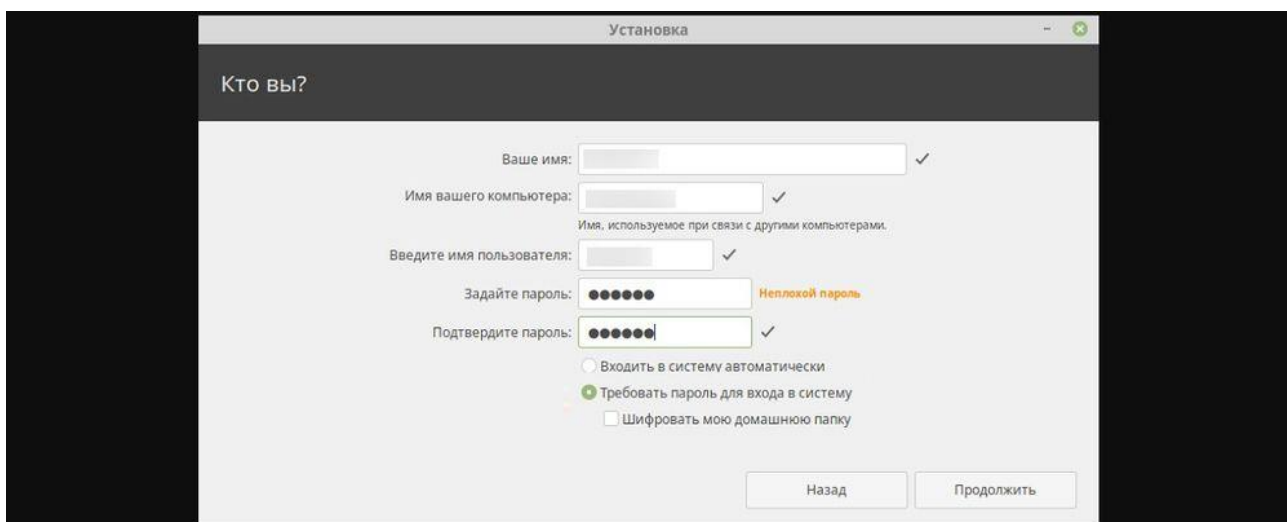 Установка
Кто вы?
Ваше имя:
Имя вашего компьютера:
Имя, используемое при связи с другими компьютерами.
Введите имя пользователя:
Задайте пароль: ●●●●●● Неплохой пароль
Подтвердите пароль: ●●●●●●
Входить в систему автоматически
Требовать пароль для входа в систему
Шифровать мою домашнюю папку
Назад Продолжить